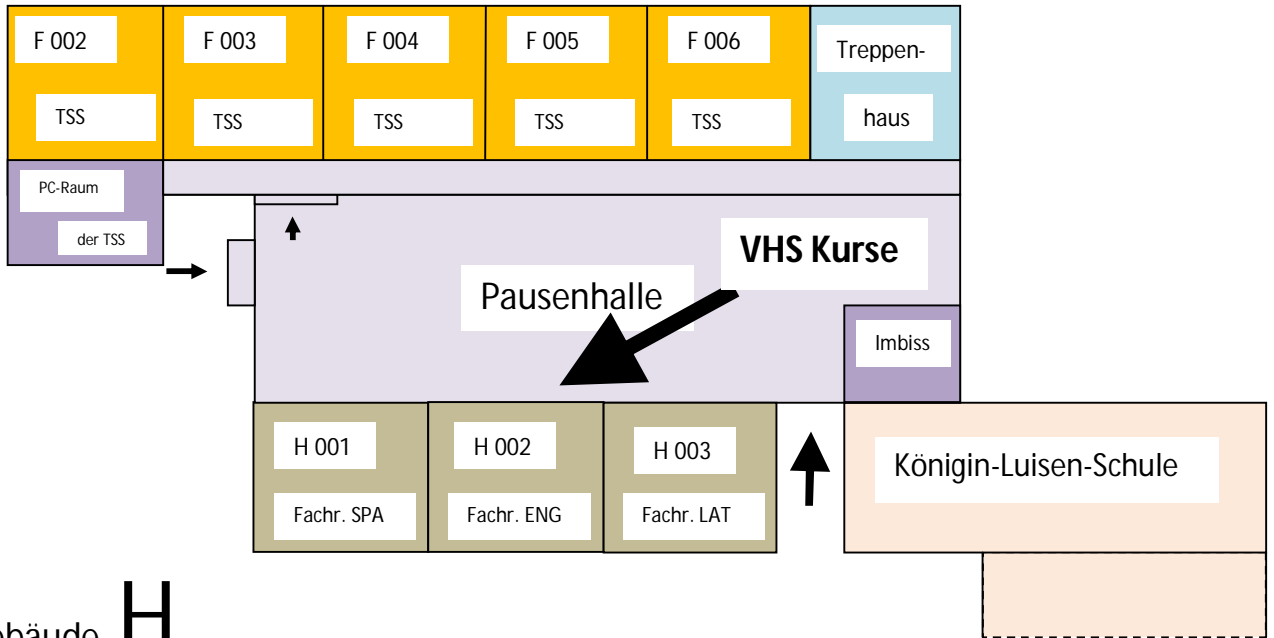 F 002
TSS
F 003
TSS
F 004
TSS
F 005
TSS
F 006
TSS
Treppen-
haus
PC-Raum
der TSS
VHS Kurse
Pausenhalle
Imbiss
H 001
Fachr. SPA
H 002
Fachr. ENG
H 003
Fachr. LAT
Königin-Luisen-Schule
H